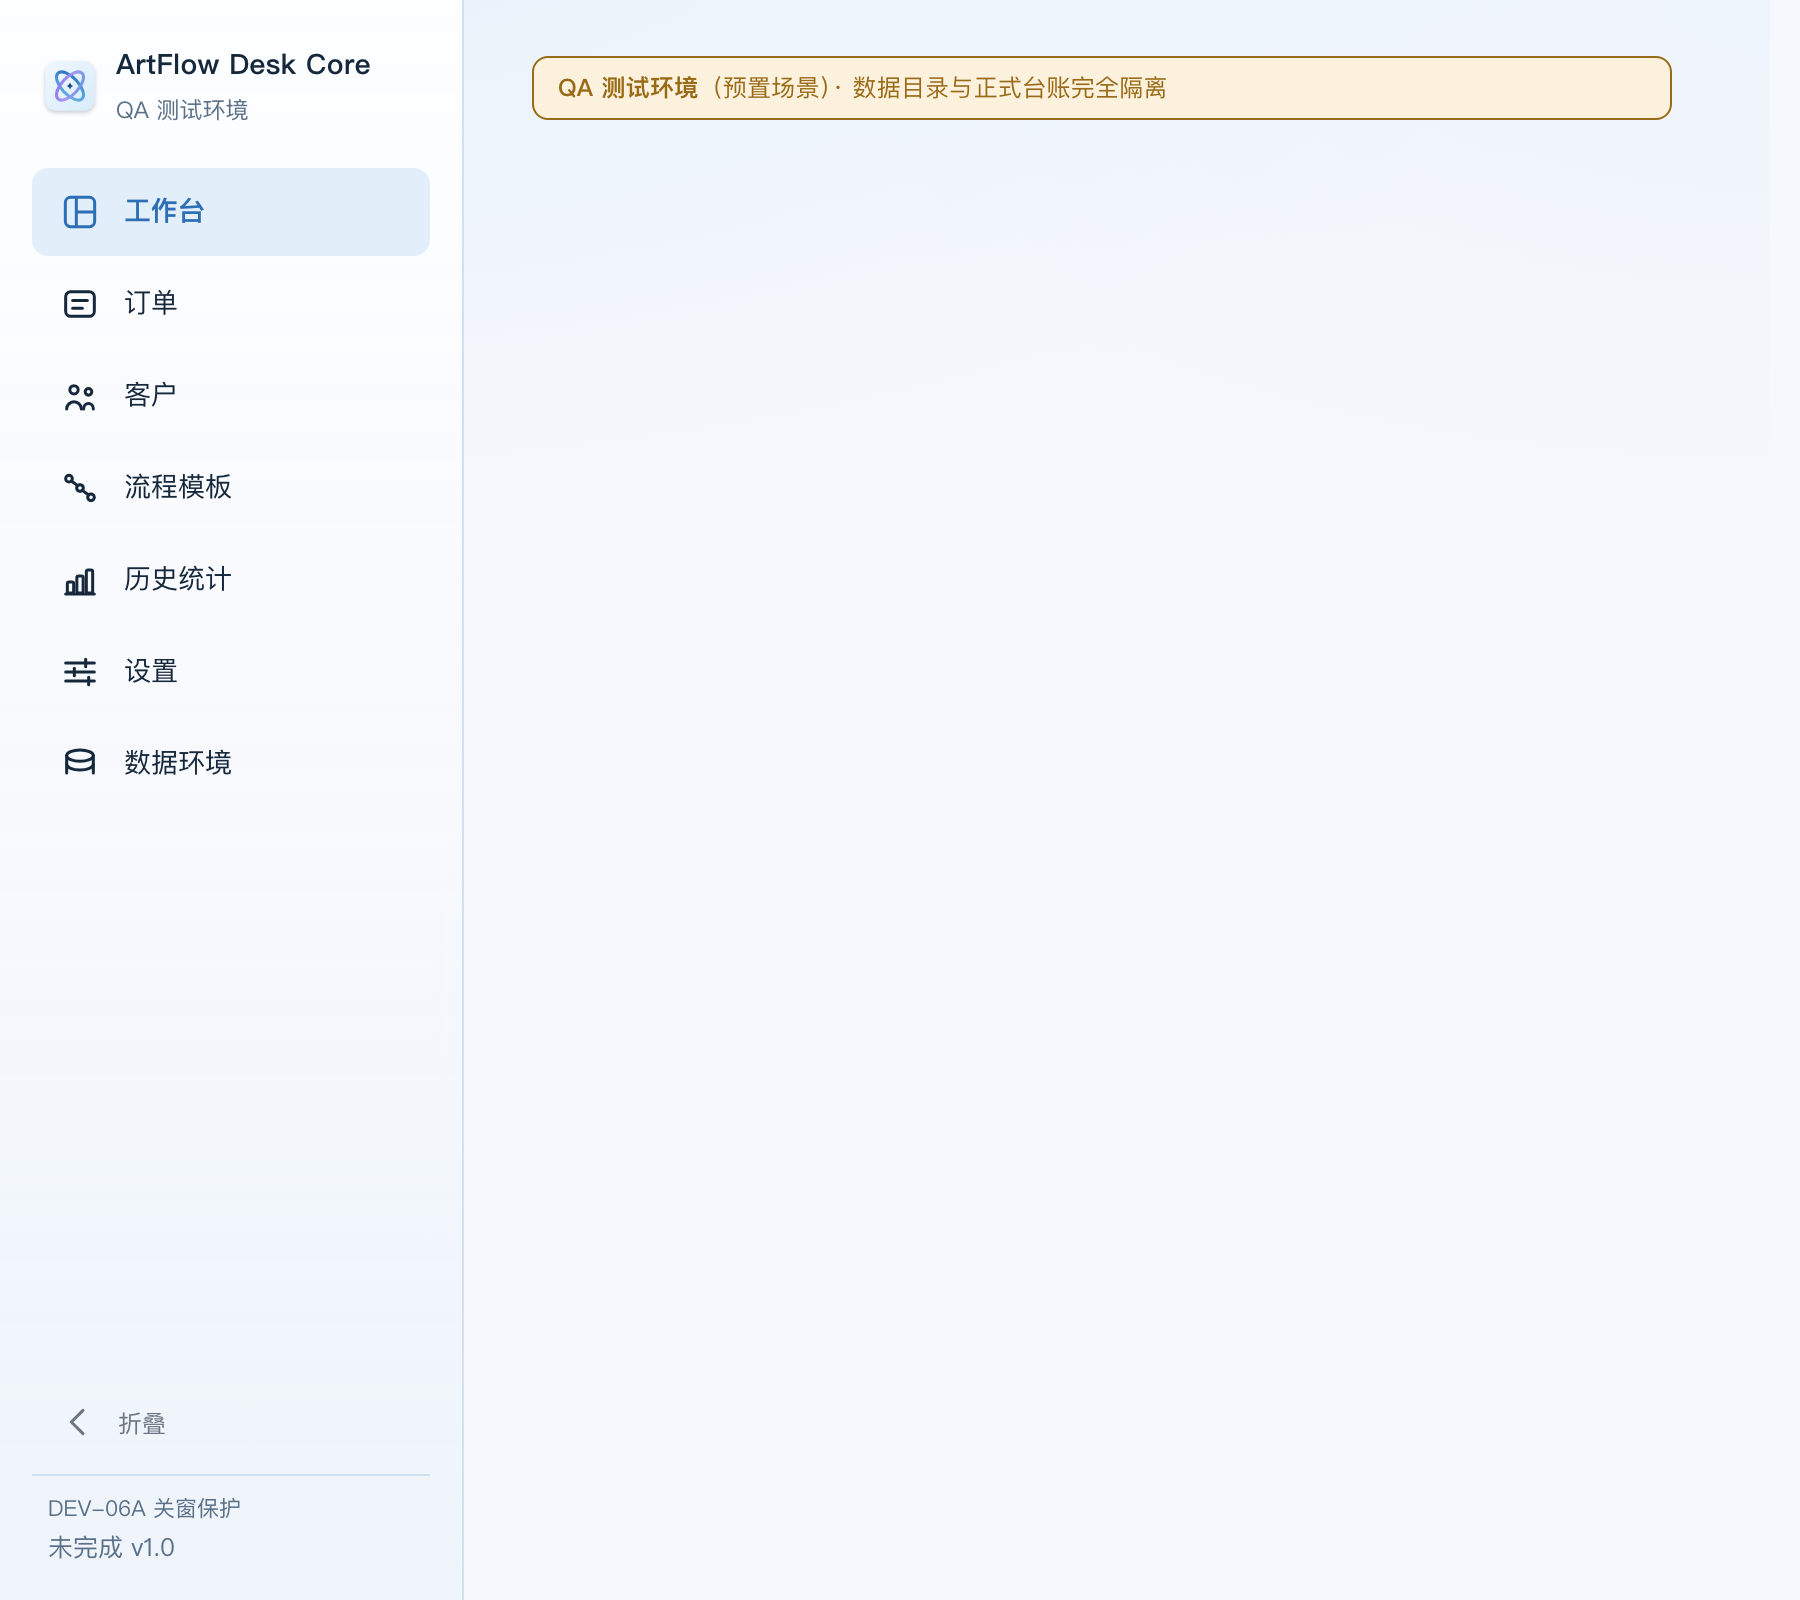 ArtFlow Desk Core
QA 测试环境
工作台
订单
客户
流程模板
历史统计
设置
数据环境
折叠
DEV-06A 关窗保护
未完成 v1.0
QA 测试环境（预置场景）· 数据目录与正式台账完全隔离